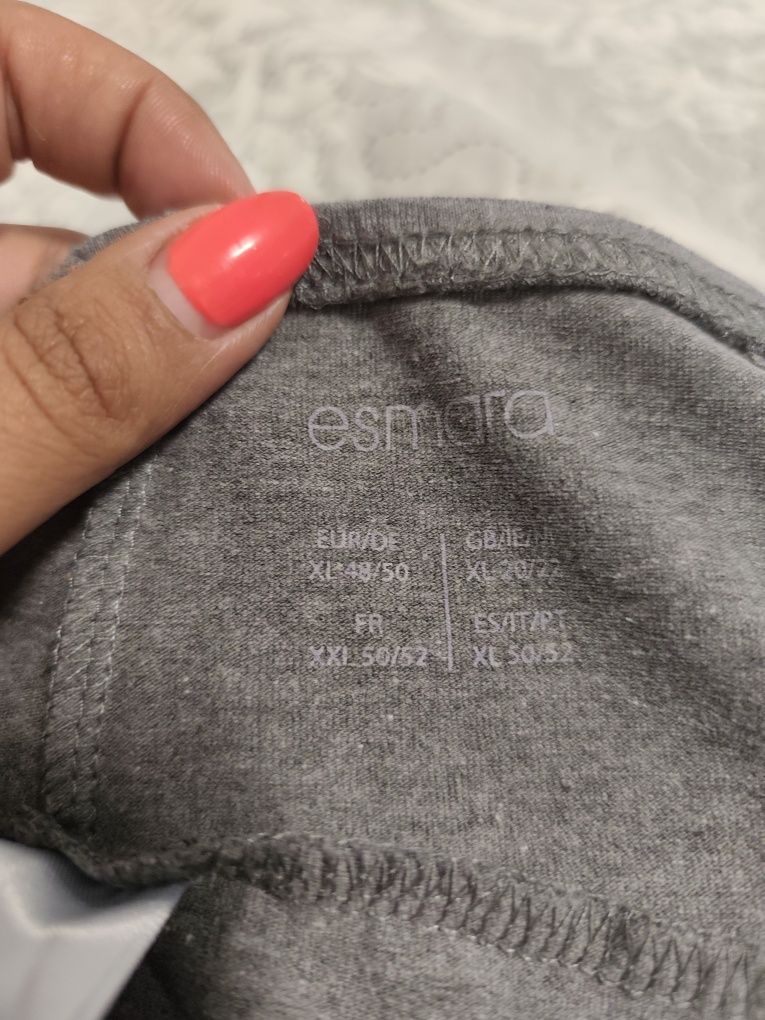 esmara
EUR/DE
XL 48/50
FR
XXL 50/52
GB/IE/
XL 20/22
ES/IT/PT
XL 50/52